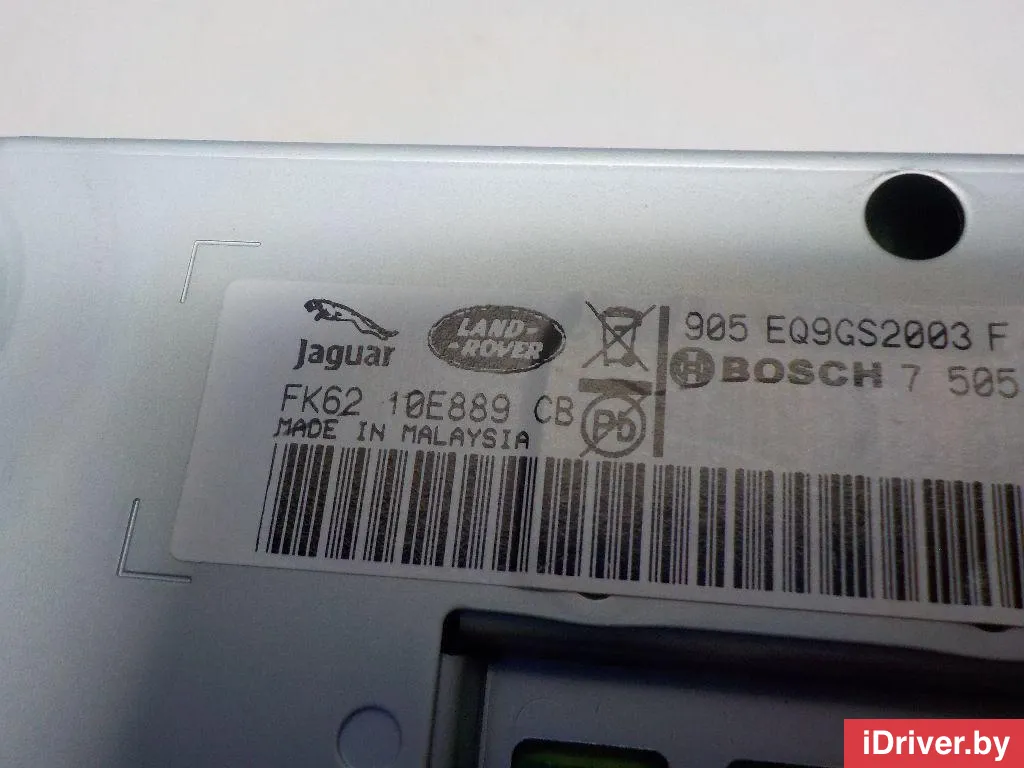 Jaguar
LAND-
-ROVER
905 EQ9GS2003 F
BOSCH 7 505
FK62 10E889 CB
Pb
MADE IN MALAYSIA
iDriver.by